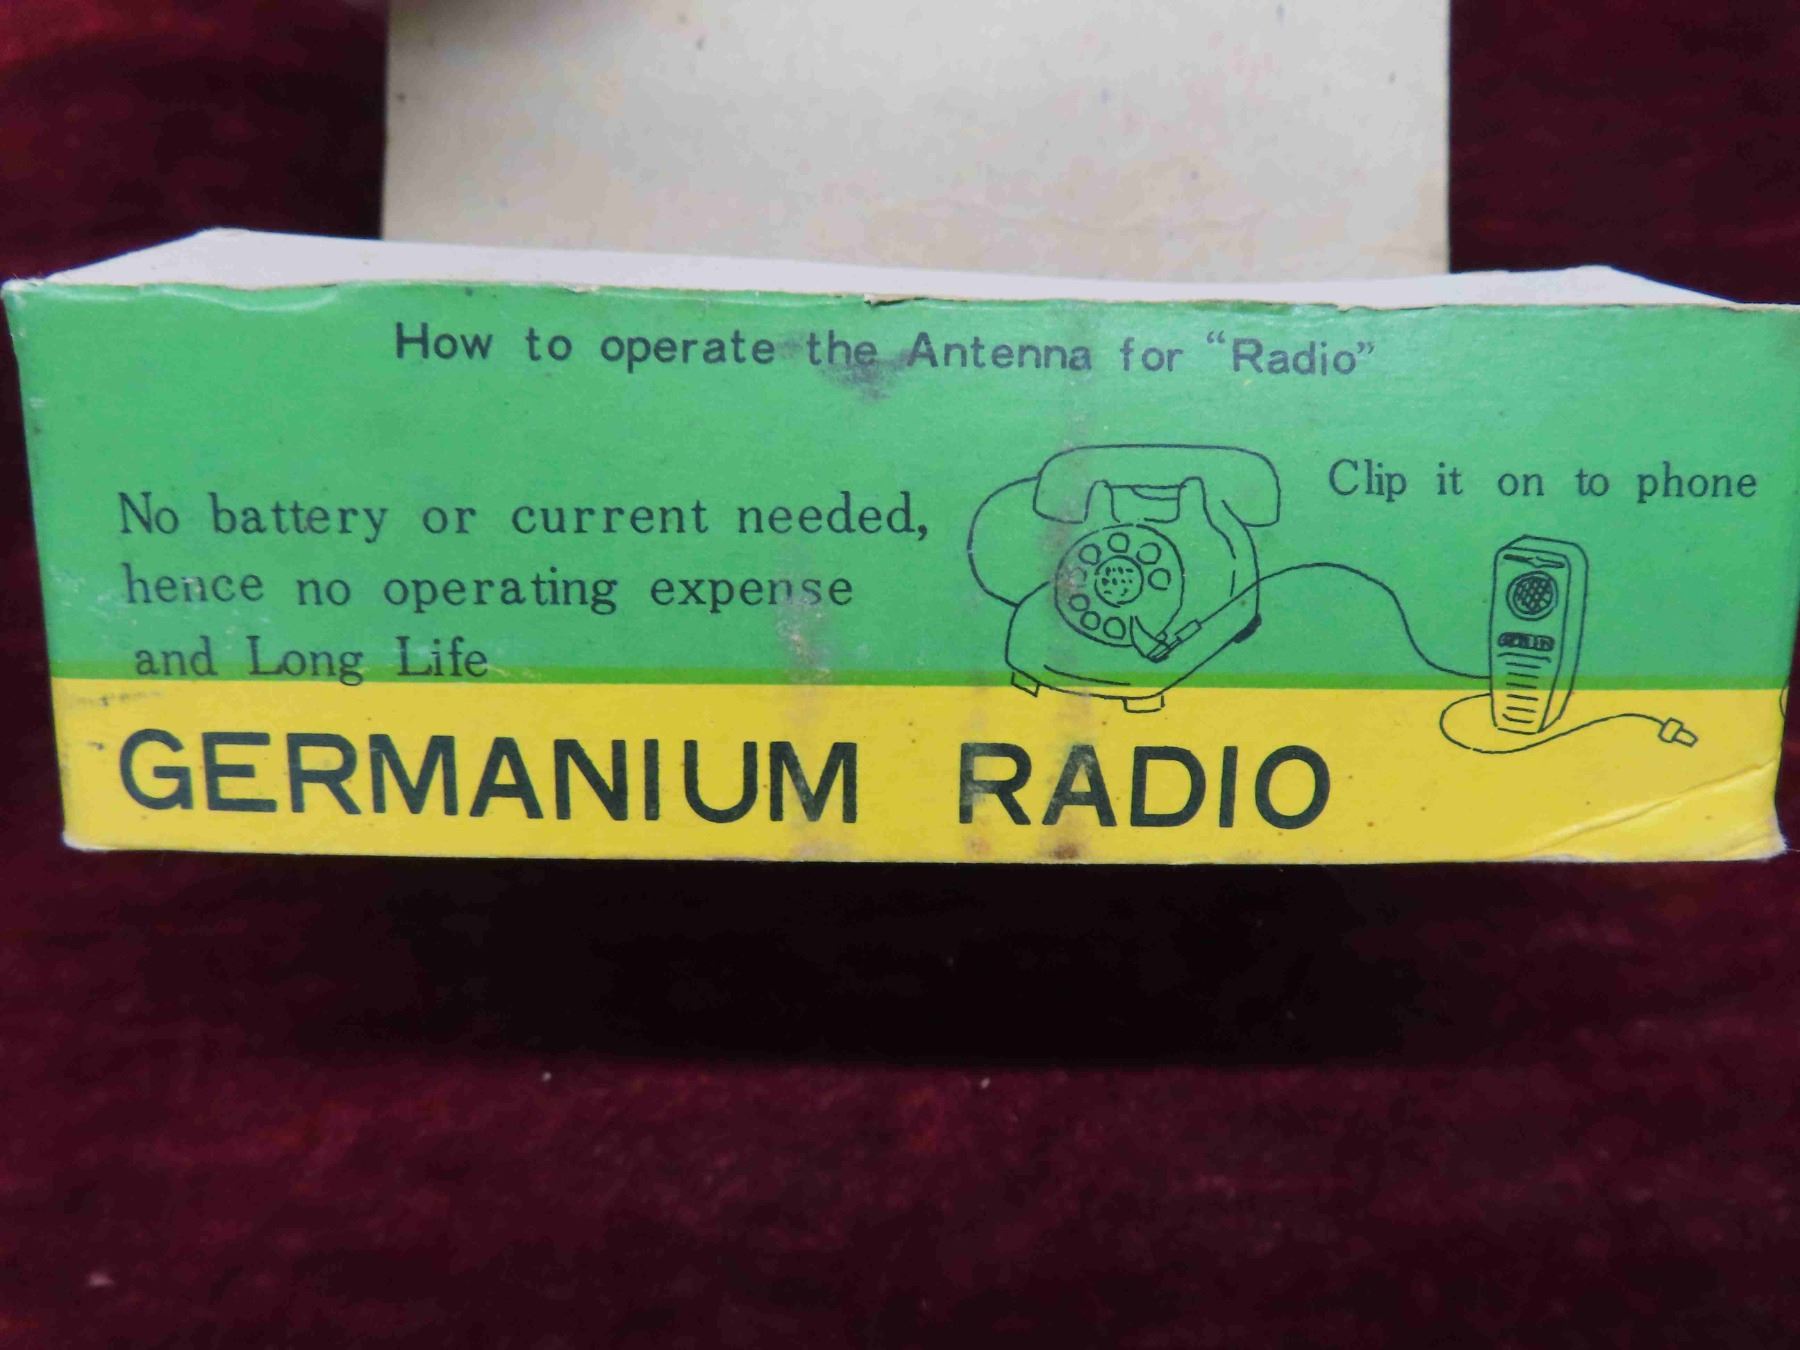 How to operate the Antenna for “Radio”
No battery or current needed,
hence no operating expense
and Long Life
Clip it on to phone
GERMANIUM RADIO